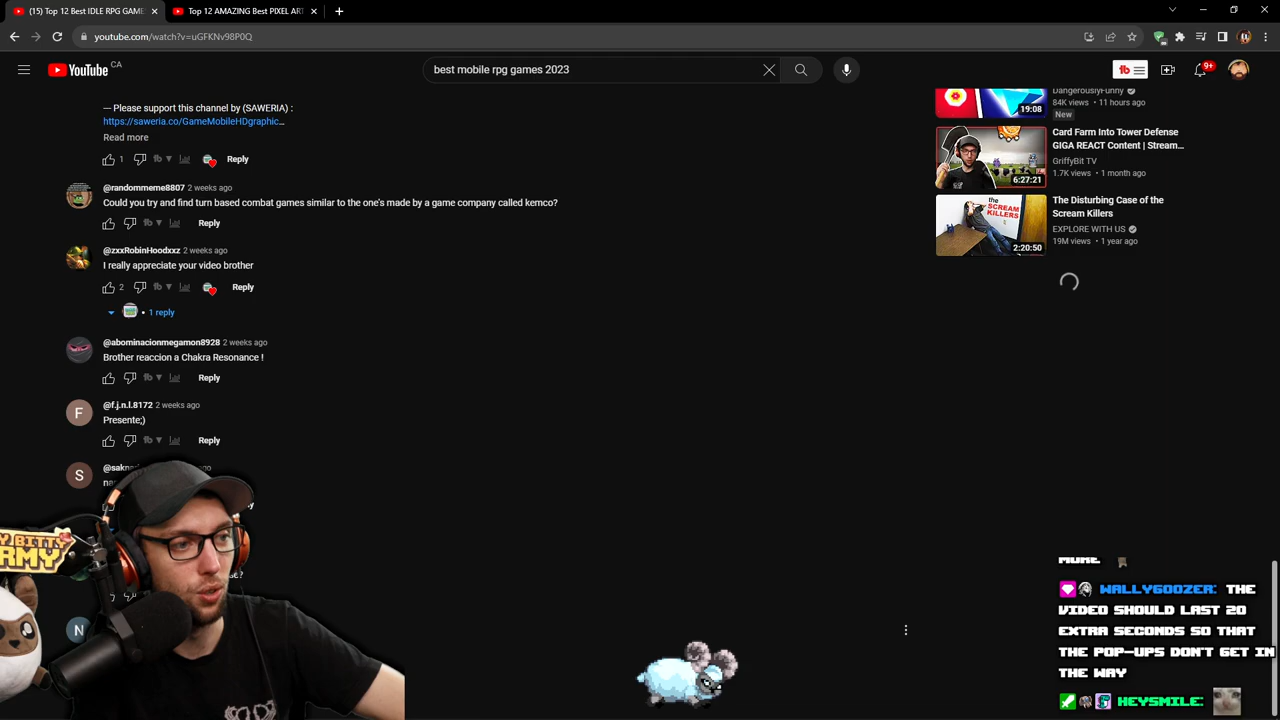 (15) Top 12 Best IDLE RPG GAME
Top 12 AMAZING Best PIXEL ART
youtube.com/watch?v=uGFKNv98P0Q
YouTube CA
best mobile rpg games 2023
9+
— Please support this channel by (SAWERIA) :
https://saweria.co/GameMobileHDgraphic...
Read more
1
Reply
@randommeme8807 2 weeks ago
Could you try and find turn based combat games similar to the one's made by a game company called kemco?
Reply
@zxxRobinHoodxxz 2 weeks ago
I really appreciate your video brother
2
Reply
1 reply
@abominacionmegamon8928 2 weeks ago
Brother reaccion a Chakra Resonance !
Reply
@f.j.n.l.8172 2 weeks ago
Presente;)
F
Reply
S
N
ARMY
DangerouslyFunny
84K views • 11 hours ago
19:08
New
Card Farm Into Tower Defense
GIGA REACT Content | Stream...
GriffyBit TV
1.7K views • 1 month ago
6:27:21
The Disturbing Case of the
Scream Killers
EXPLORE WITH US
19M views • 1 year ago
the
SCREAM
KILLERS
2:20:50
MORE.
WALLYGOOZER: THE
VIDEO SHOULD LAST 20
EXTRA SECONDS SO THAT
THE POP-UPS DON'T GET IN
THE WAY
HEYSMILE: